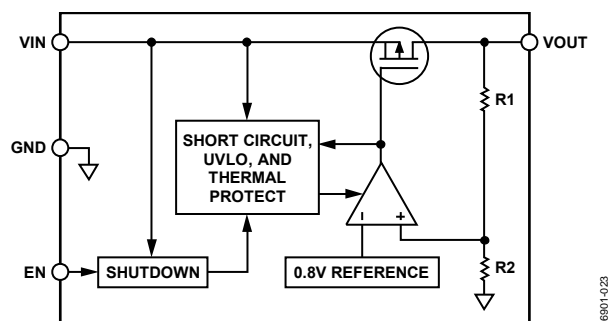 VIN
VOUT
R1
GND
SHORT CIRCUIT,
UVLO, AND
THERMAL
PROTECT
EN
SHUTDOWN
0.8V REFERENCE
R2
6901-023